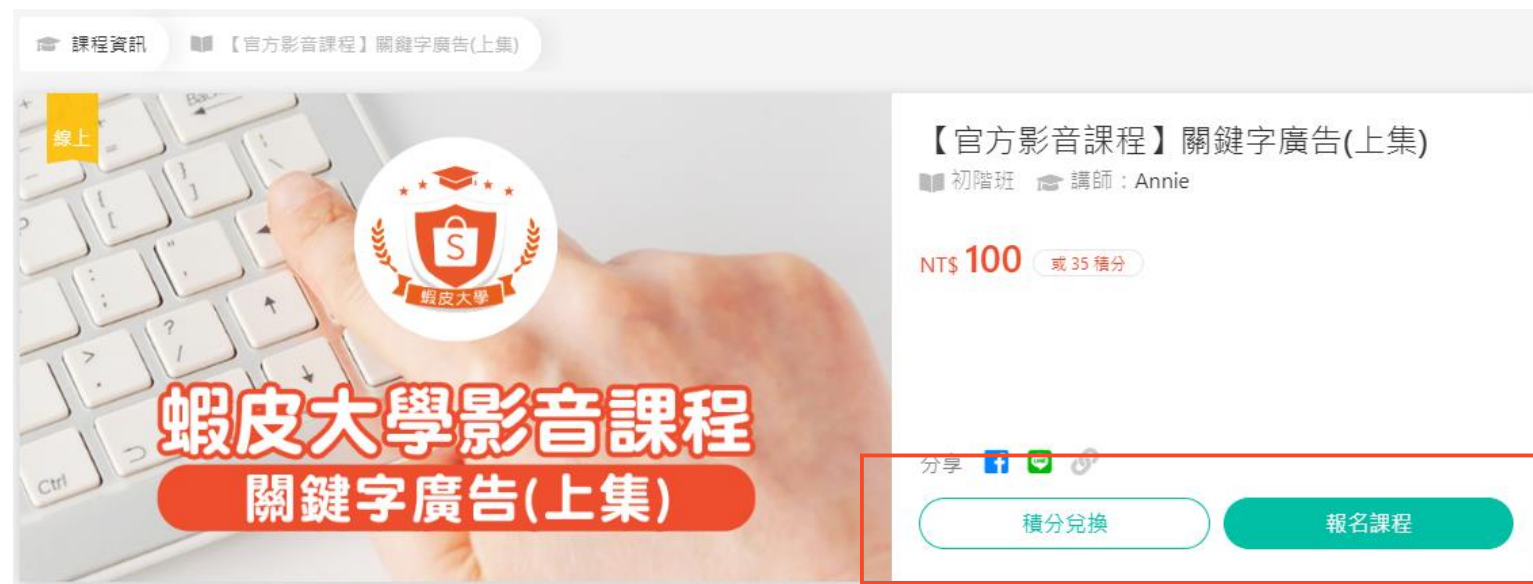 課程資訊
【官方影音課程】關鍵字廣告(上集)
線上
Back
S
蝦皮大學
蝦皮大學影音課程
關鍵字廣告(上集)
Ctrl
【官方影音課程】關鍵字廣告(上集)
初階班 講師：Annie
NT$ 100 或 35 積分
分享
積分兌換
報名課程